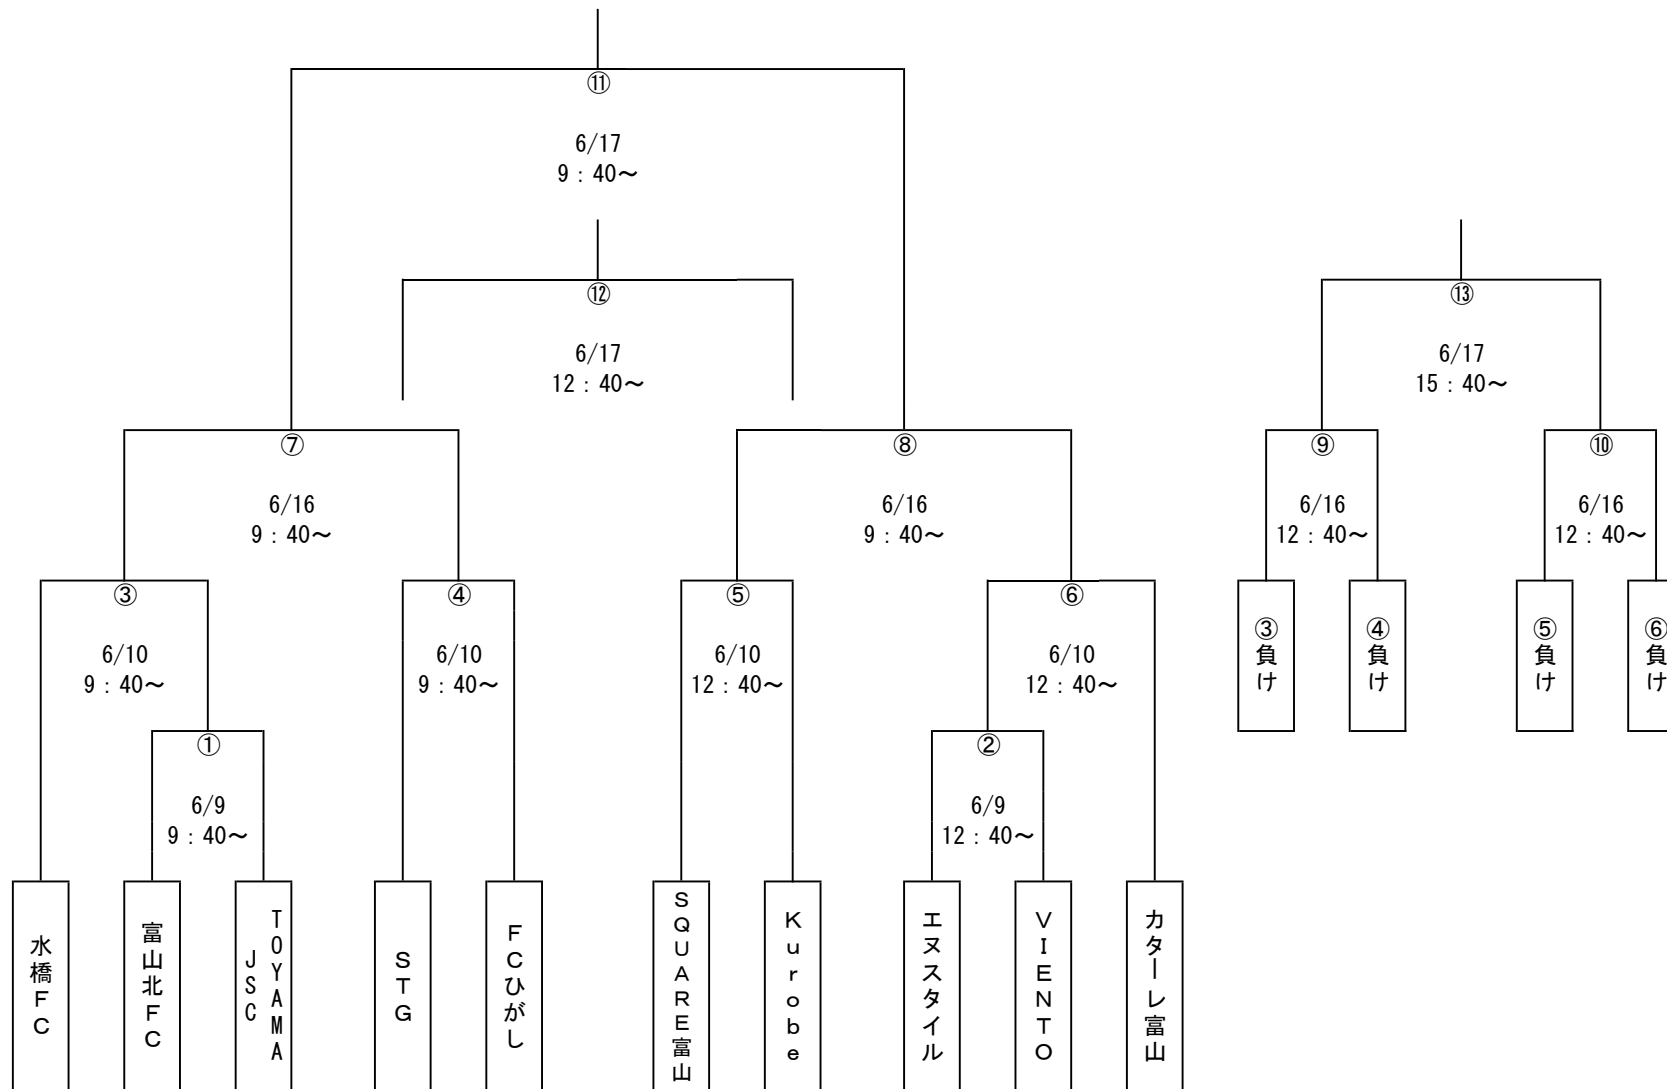 ⑪
6/17
9：40～
⑫
6/17
12：40～
⑬
6/17
15：40～
⑦
6/16
9：40～
⑧
6/16
9：40～
⑨
6/16
12：40～
⑩
6/16
12：40～
③
6/10
9：40～
④
6/10
9：40～
⑤
6/10
12：40～
⑥
6/10
12：40～
③負け
④負け
⑤負け
⑥負け
①
6/9
9：40～
②
6/9
12：40～
水橋ＦＣ
富山北ＦＣ
TOYAMA
JSC
ＳＴＧ
ＦＣひがし
ＳＱＵＡＲＥ富山
Ｋｕｒｏｂｅ
エヌスタイル
ＶＩＥＮＴＯ
カターレ富山